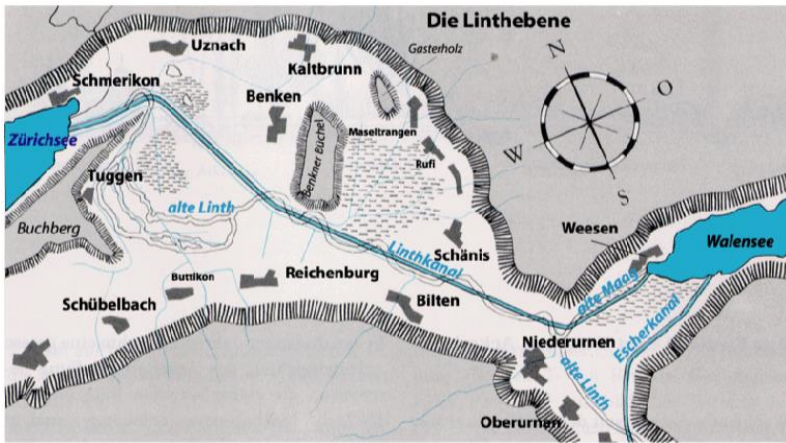 Die Linthebene
Uznach
Kaltbrunn
Gasterholz
N
O
W
S
Schmerikon
Benken
Zürichsee
Maseltrangen
Rufi
Benkner Büchel
Tuggen
alte Linth
Buchberg
Weesen
Walensee
Schänis
Linthkanal
Buttikon
Reichenburg
alte Maag
Schübelbach
Bilten
Escherkanal
Niederurnen
alte Linth
Oberurnen